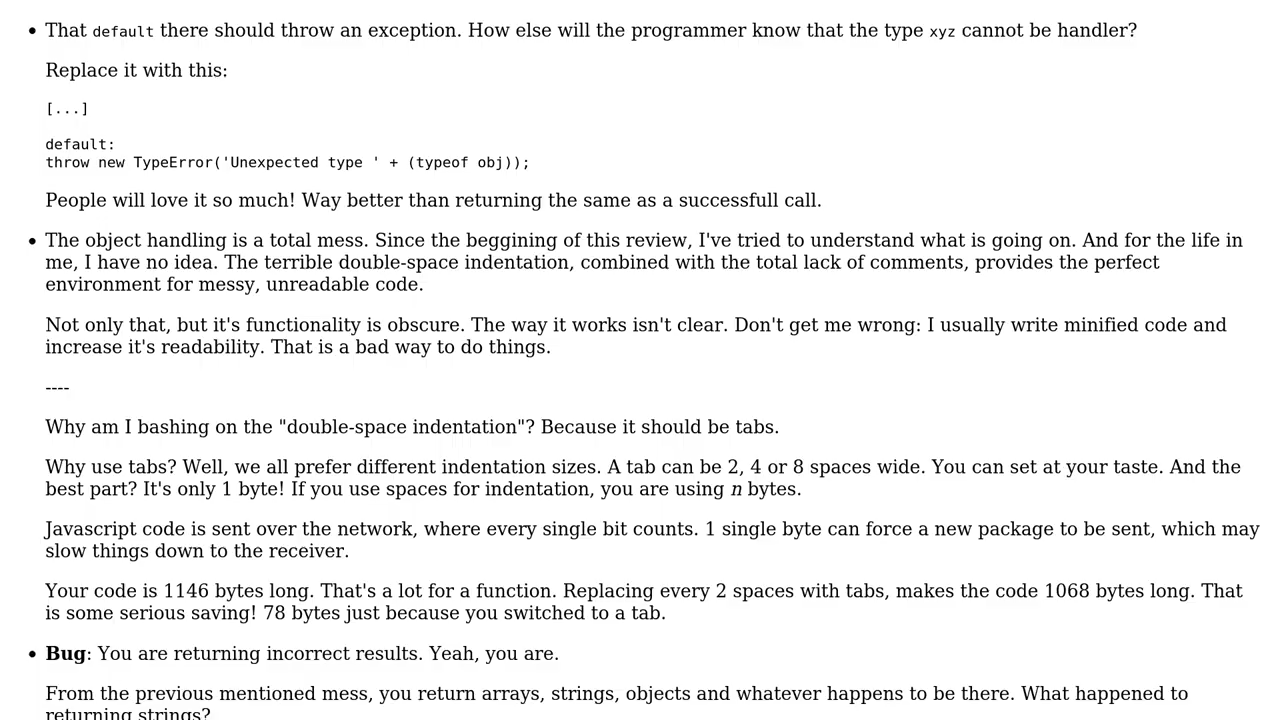 • That default there should throw an exception. How else will the programmer know that the type xyz cannot be handler?
Replace it with this:
[...]
default:
throw new TypeError('Unexpected type ' + (typeof obj));
People will love it so much! Way better than returning the same as a successfull call.
• The object handling is a total mess. Since the beggining of this review, I've tried to understand what is going on. And for the life in
me, I have no idea. The terrible double-space indentation, combined with the total lack of comments, provides the perfect
environment for messy, unreadable code.
Not only that, but it's functionality is obscure. The way it works isn't clear. Don't get me wrong: I usually write minified code and
increase it's readability. That is a bad way to do things.
----
Why am I bashing on the "double-space indentation"? Because it should be tabs.
Why use tabs? Well, we all prefer different indentation sizes. A tab can be 2, 4 or 8 spaces wide. You can set at your taste. And the
best part? It's only 1 byte! If you use spaces for indentation, you are using n bytes.
Javascript code is sent over the network, where every single bit counts. 1 single byte can force a new package to be sent, which may
slow things down to the receiver.
Your code is 1146 bytes long. That's a lot for a function. Replacing every 2 spaces with tabs, makes the code 1068 bytes long. That
is some serious saving! 78 bytes just because you switched to a tab.
• Bug: You are returning incorrect results. Yeah, you are.
From the previous mentioned mess, you return arrays, strings, objects and whatever happens to be there. What happened to
returning strings?